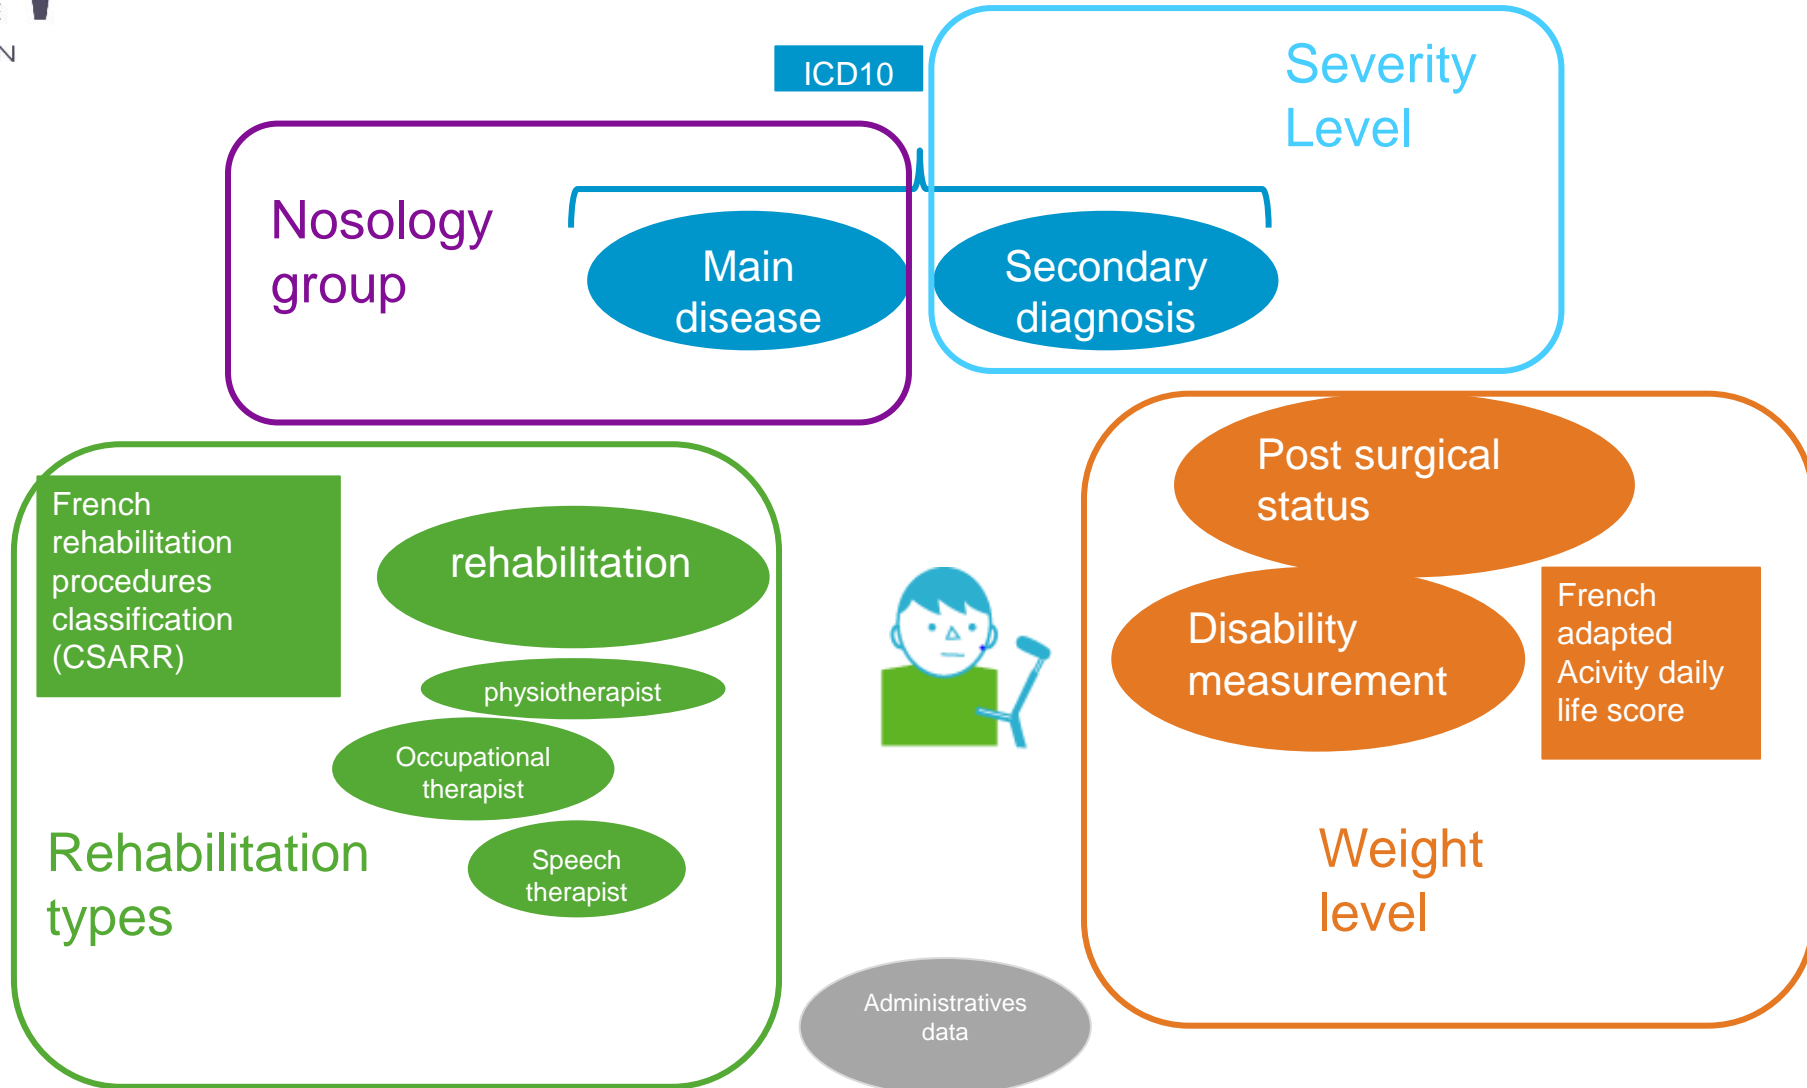 ICD10
Severity
Level
Nosology
group
Main
disease
Secondary
diagnosis
French
rehabilitation
procedures
classification
(CSARR)
rehabilitation
physiotherapist
Occupational
therapist
Speech
therapist
Rehabilitation
types
Post surgical
status
Disability
measurement
French
adapted
Acivity daily
life score
Weight
level
Administratives
data